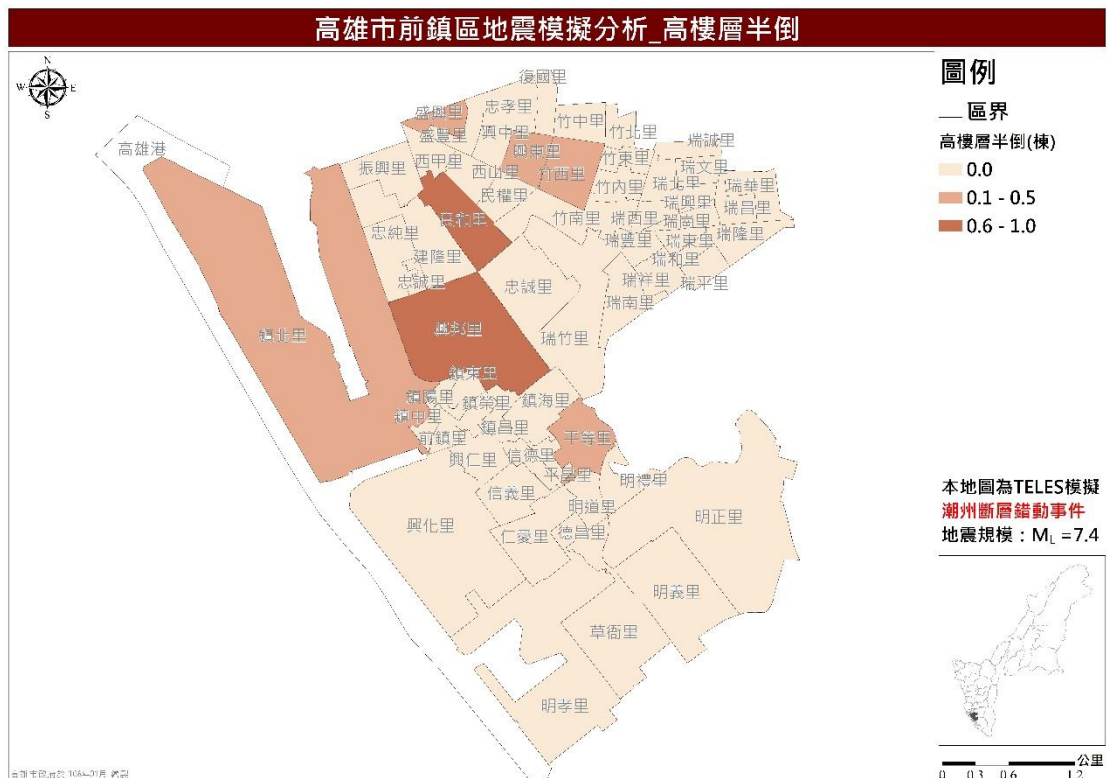 高雄市前鎮區地震模擬分析_高樓層半倒
N
W
E
S
圖例
區界
高樓層半倒(棟)
0.0
0.1 - 0.5
0.6 - 1.0
復國里
盛興里
忠孝里
竹中里
竹北里
盛豐里
興中里
高雄港
振興里
西甲里
西山里
興東里
竹西里
竹東里
瑞誠里
瑞文里
民權里
竹內里
瑞北里
瑞華里
瑞興里
瑞昌里
忠純里
竹南里
瑞西里
瑞崗里
瑞隆里
建隆里
瑞豐里
瑞東里
瑞和里
忠誠里
忠誠里
瑞祥里
瑞平里
瑞南里
鎮北里
興邦里
瑞竹里
鎮東里
鎮陽里
鎮榮里
鎮海里
鎮中里
前鎮里
鎮昌里
平等里
興仁里
信德里
平昌里
明禮里
信義里
明道里
明正里
興化里
仁愛里
德昌里
明義里
草衙里
明孝里
本地圖為TELES模擬
潮州斷層錯動事件
地震規模：ML =7.4
公里
0 0.3 0.6 1.2